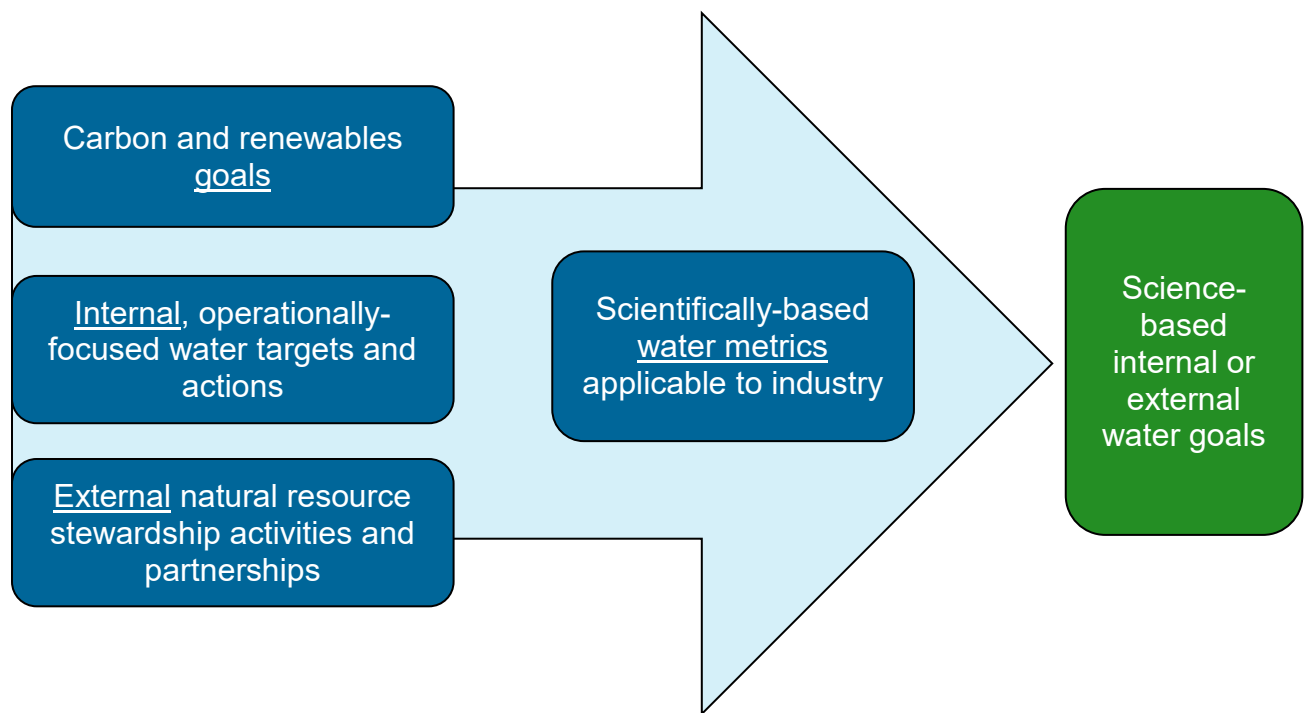 Carbon and renewables
goals
Internal, operationally-
focused water targets and
actions
External natural resource
stewardship activities and
partnerships
Scientifically-based
water metrics
applicable to industry
Science-
based
internal or
external
water goals